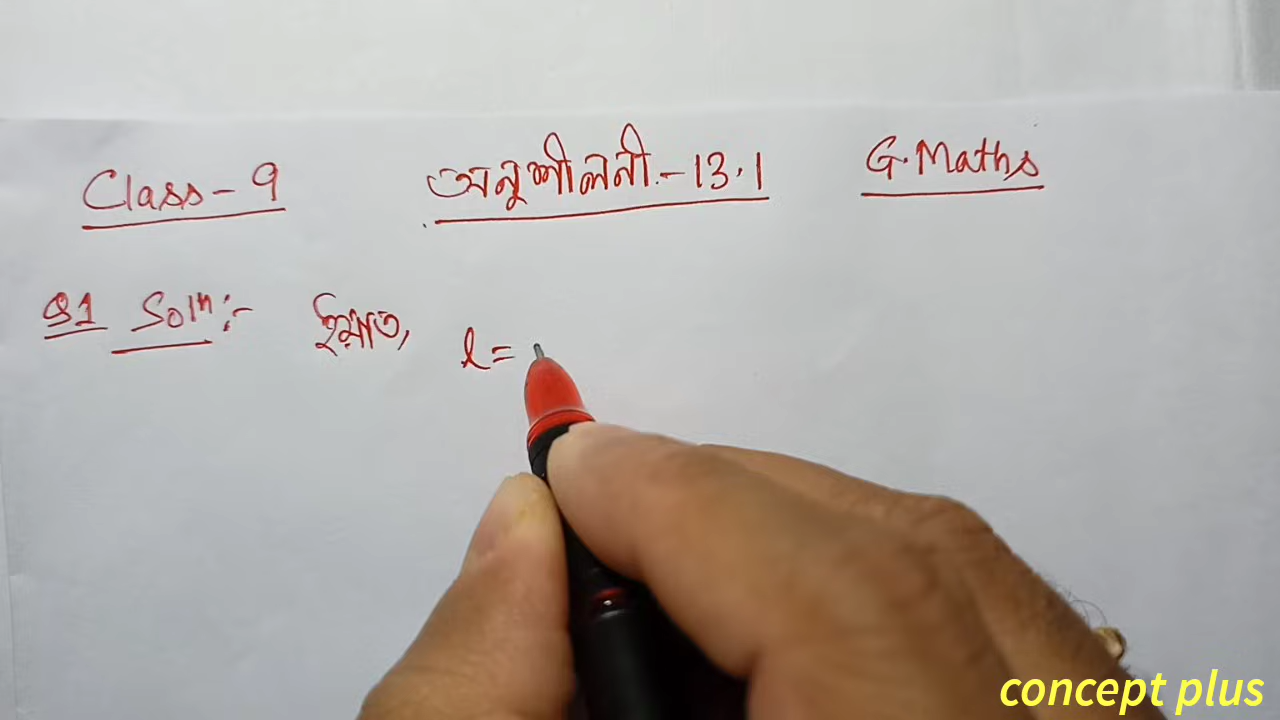 Class - 9 অনুশীলনী - 13.1 G. Maths
Q1 Solⁿ :- ইয়াত, l =
concept plus